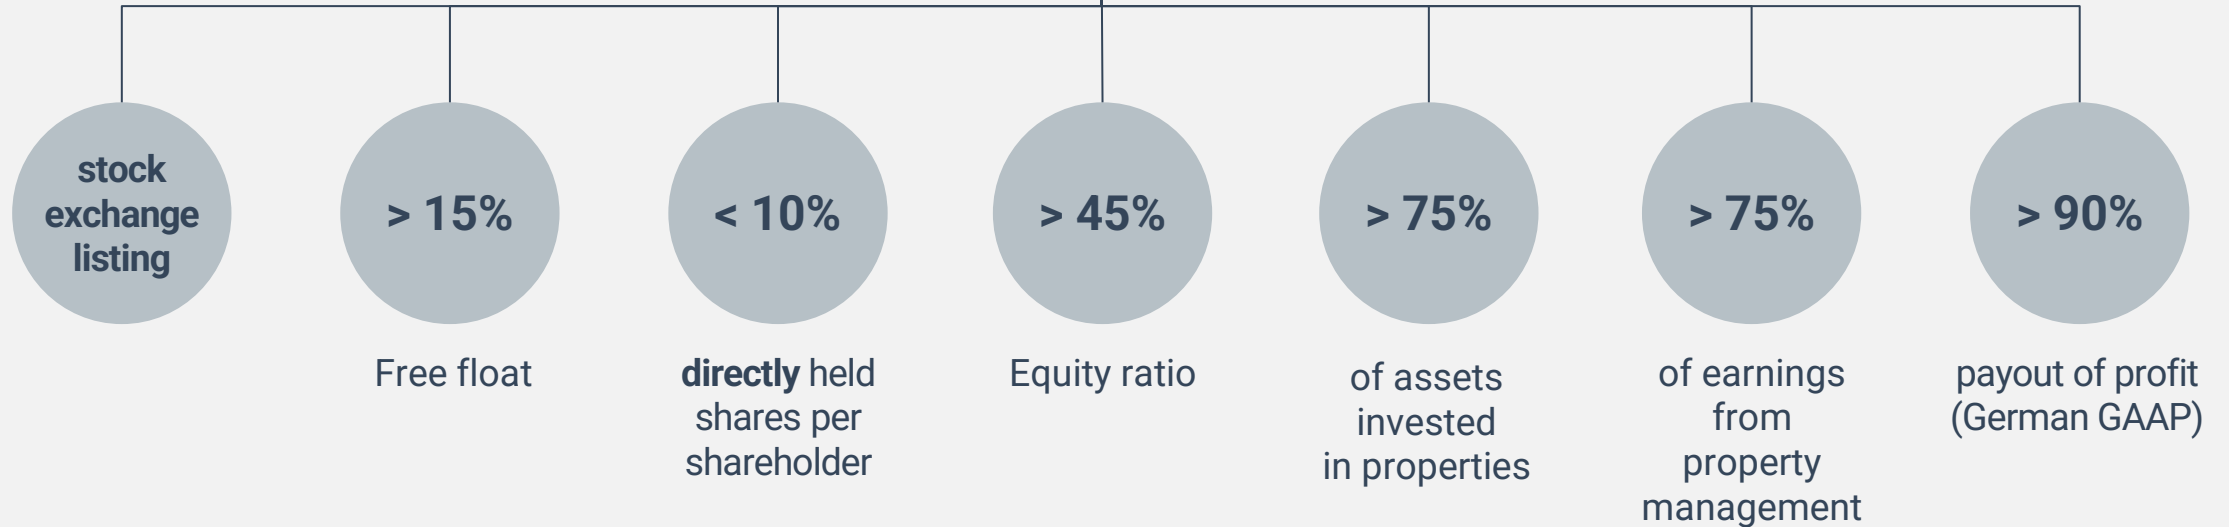 stock
exchange
listing
> 15%
Free float
< 10%
directly held
shares per
shareholder
> 45%
Equity ratio
> 75%
of assets
invested
in properties
> 75%
of earnings
from
property
management
> 90%
payout of profit
(German GAAP)